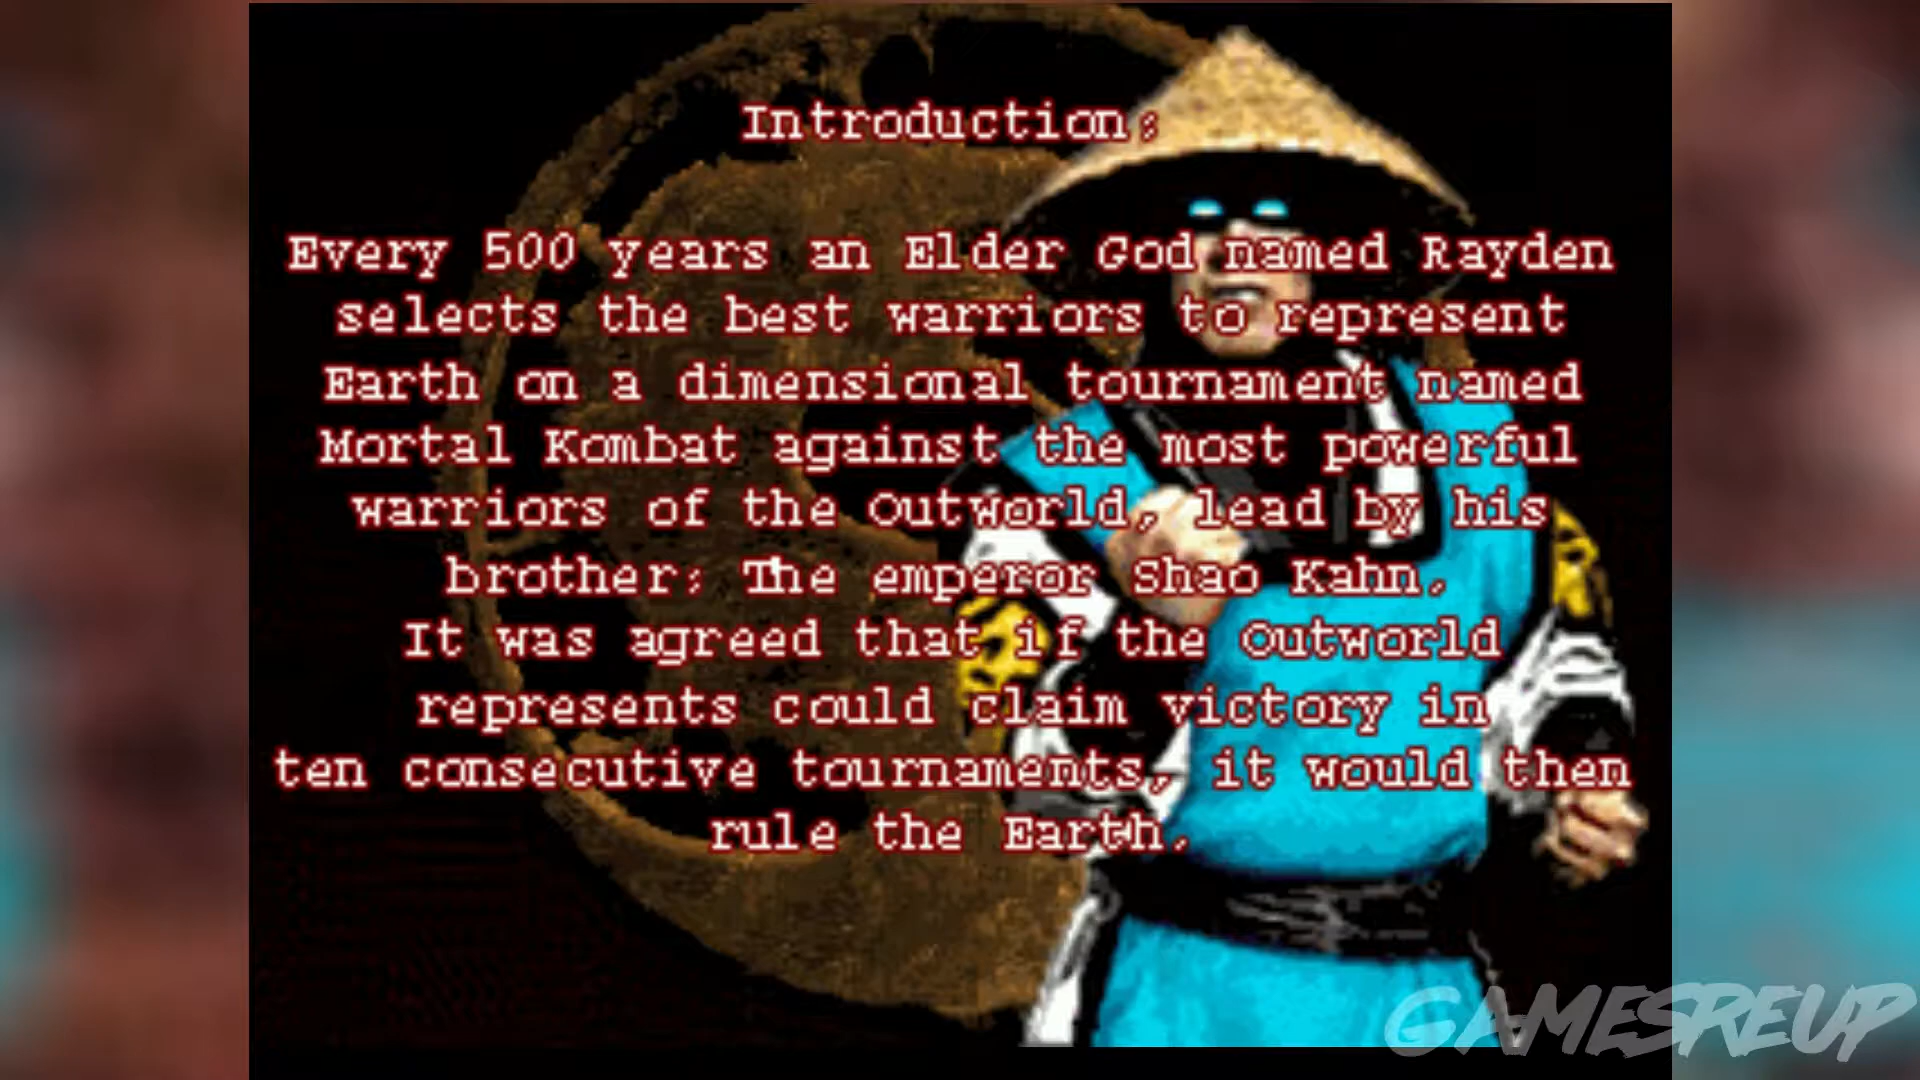 Introduction:
Every 500 years an Elder God named Rayden
selects the best warriors to represent
Earth on a dimensional tournament named
Mortal Kombat against the most powerful
warriors of the Outworld, lead by his
brother: The emperor Shao Kahn.
It was agreed that if the Outworld
represents could claim victory in
ten consecutive tournaments, it would then
rule the Earth.
GAMESREUP